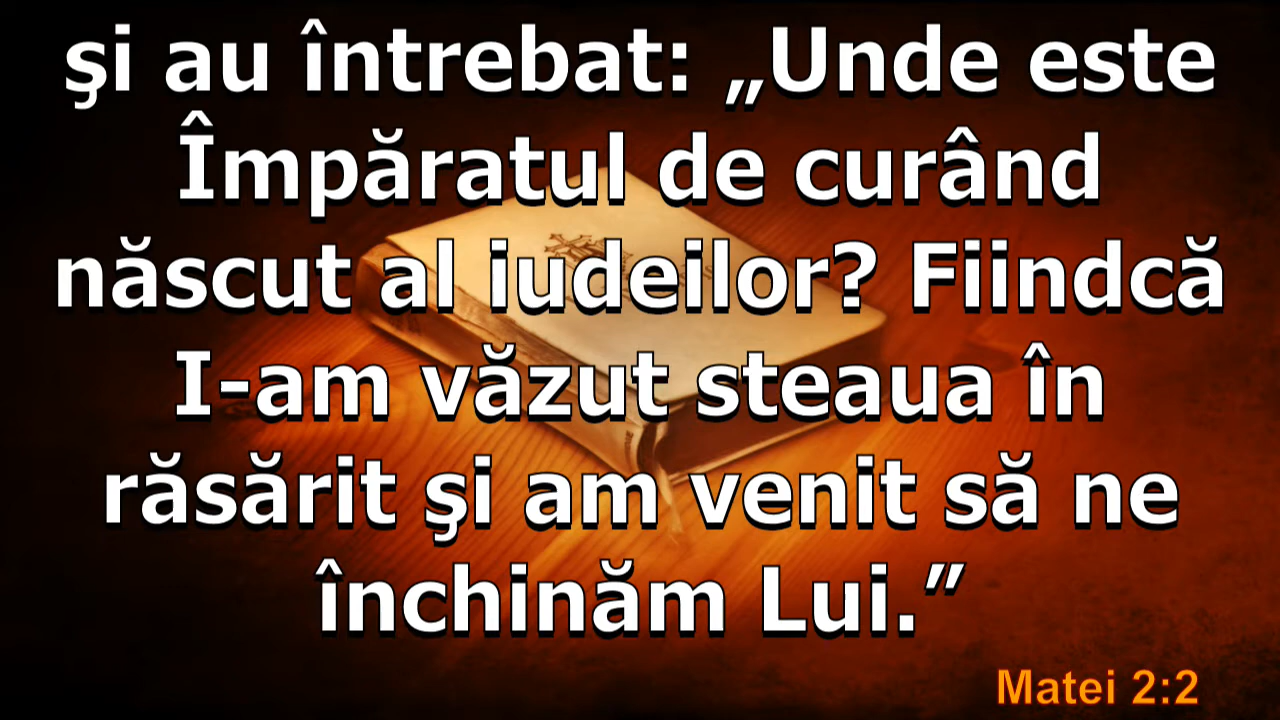 şi au întrebat: „Unde este
Împăratul de curând
născut al iudeilor? Fiindcă
I-am văzut steaua în
răsărit şi am venit să ne
închinăm Lui.”
Matei 2:2